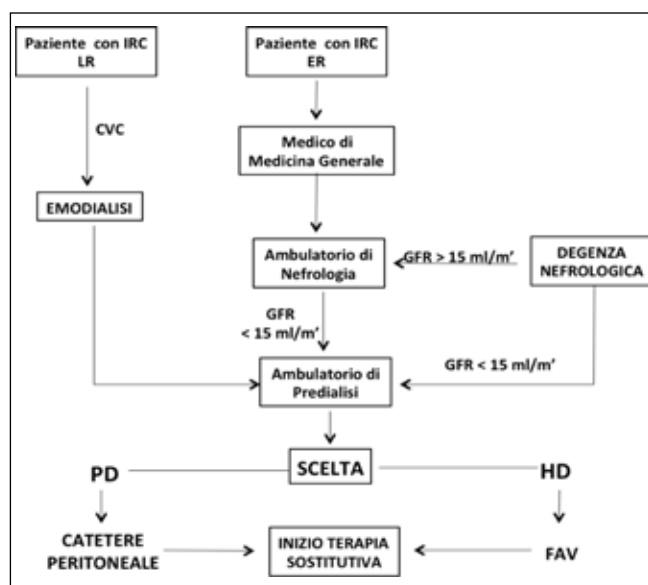 Paziente con IRC
LR
Paziente con IRC
ER
CVC
Medico di
Medicina Generale
EMODIALISI
Ambulatorio di
Nefrologia
GFR > 15 ml/m'
DEGENZA
NEFROLOGICA
GFR
< 15 ml/m'
Ambulatorio di
Predialisi
GFR < 15 ml/m'
PD
SCELTA
HD
CATETERE
PERITONEALE
INIZIO TERAPIA
SOSTITUTIVA
FAV